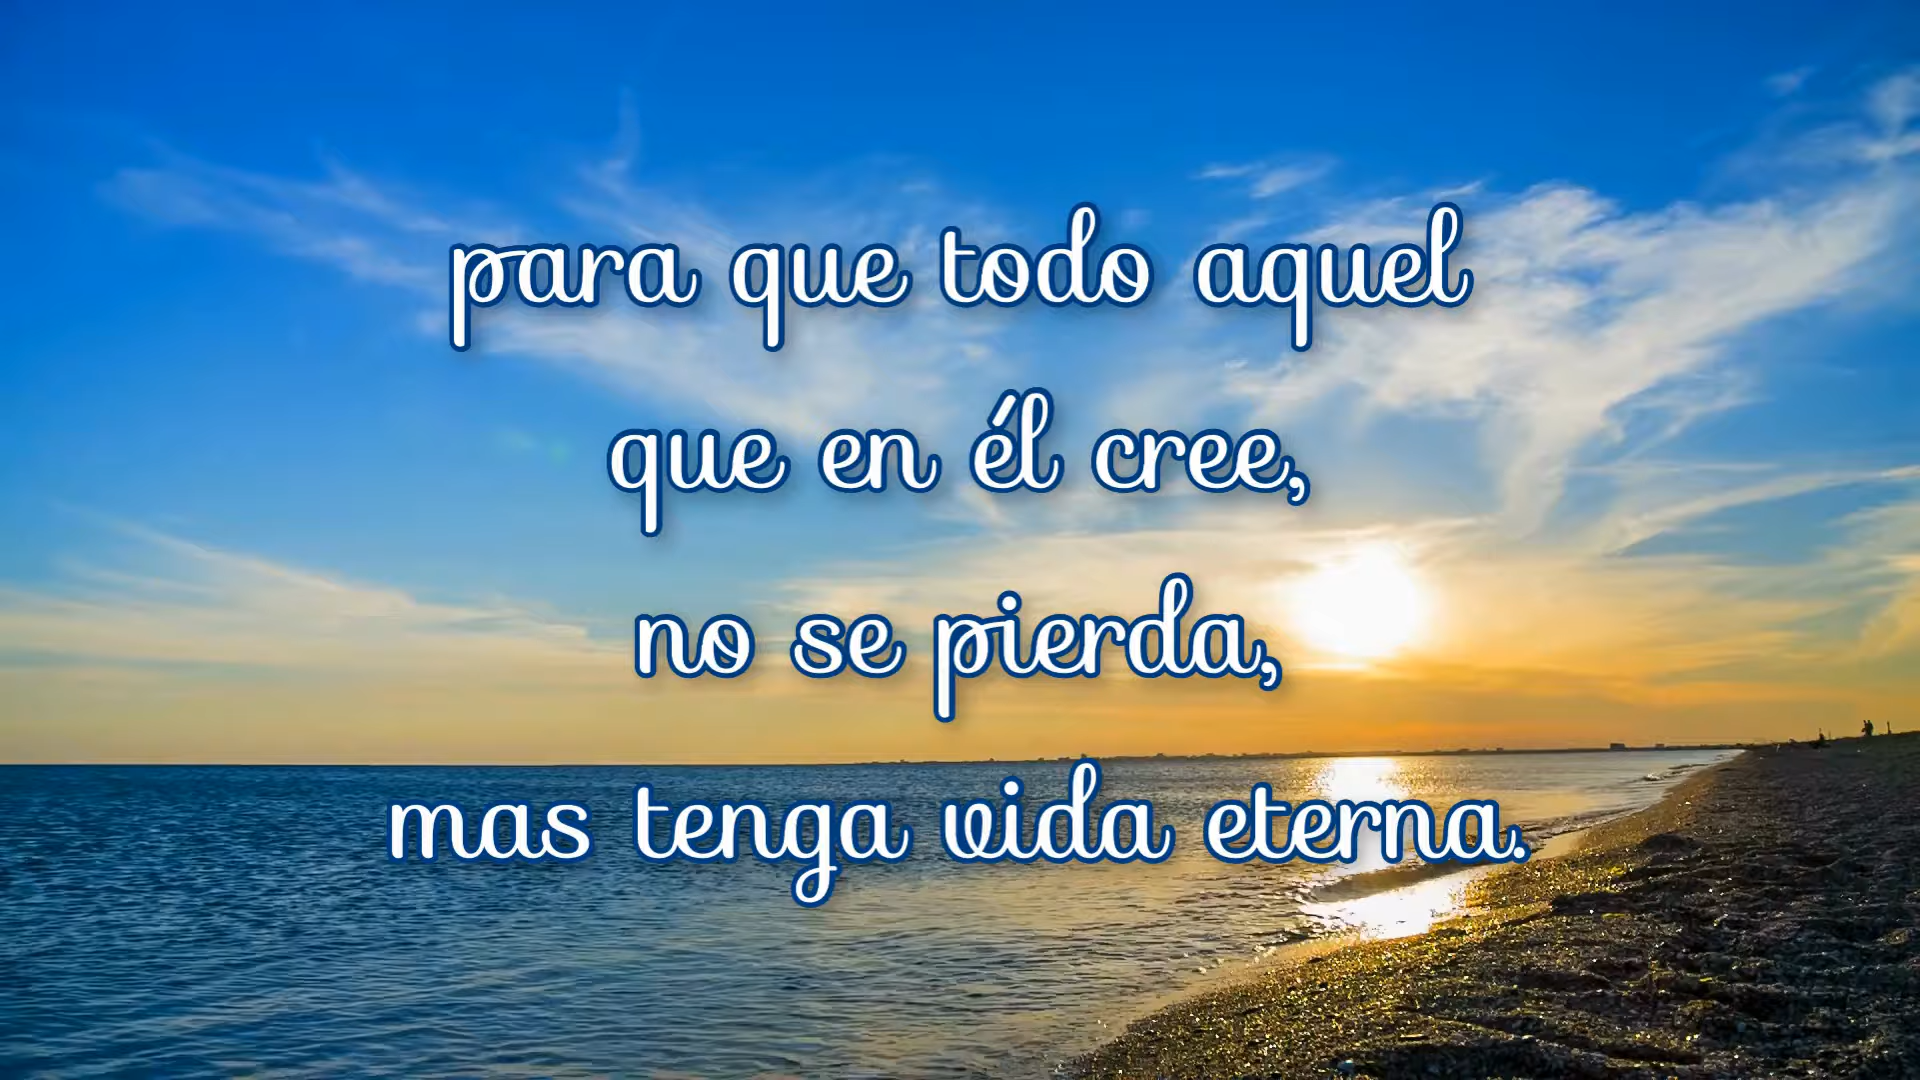 para que todo aquel
que en él cree,
no se pierda,
mas tenga vida eterna.